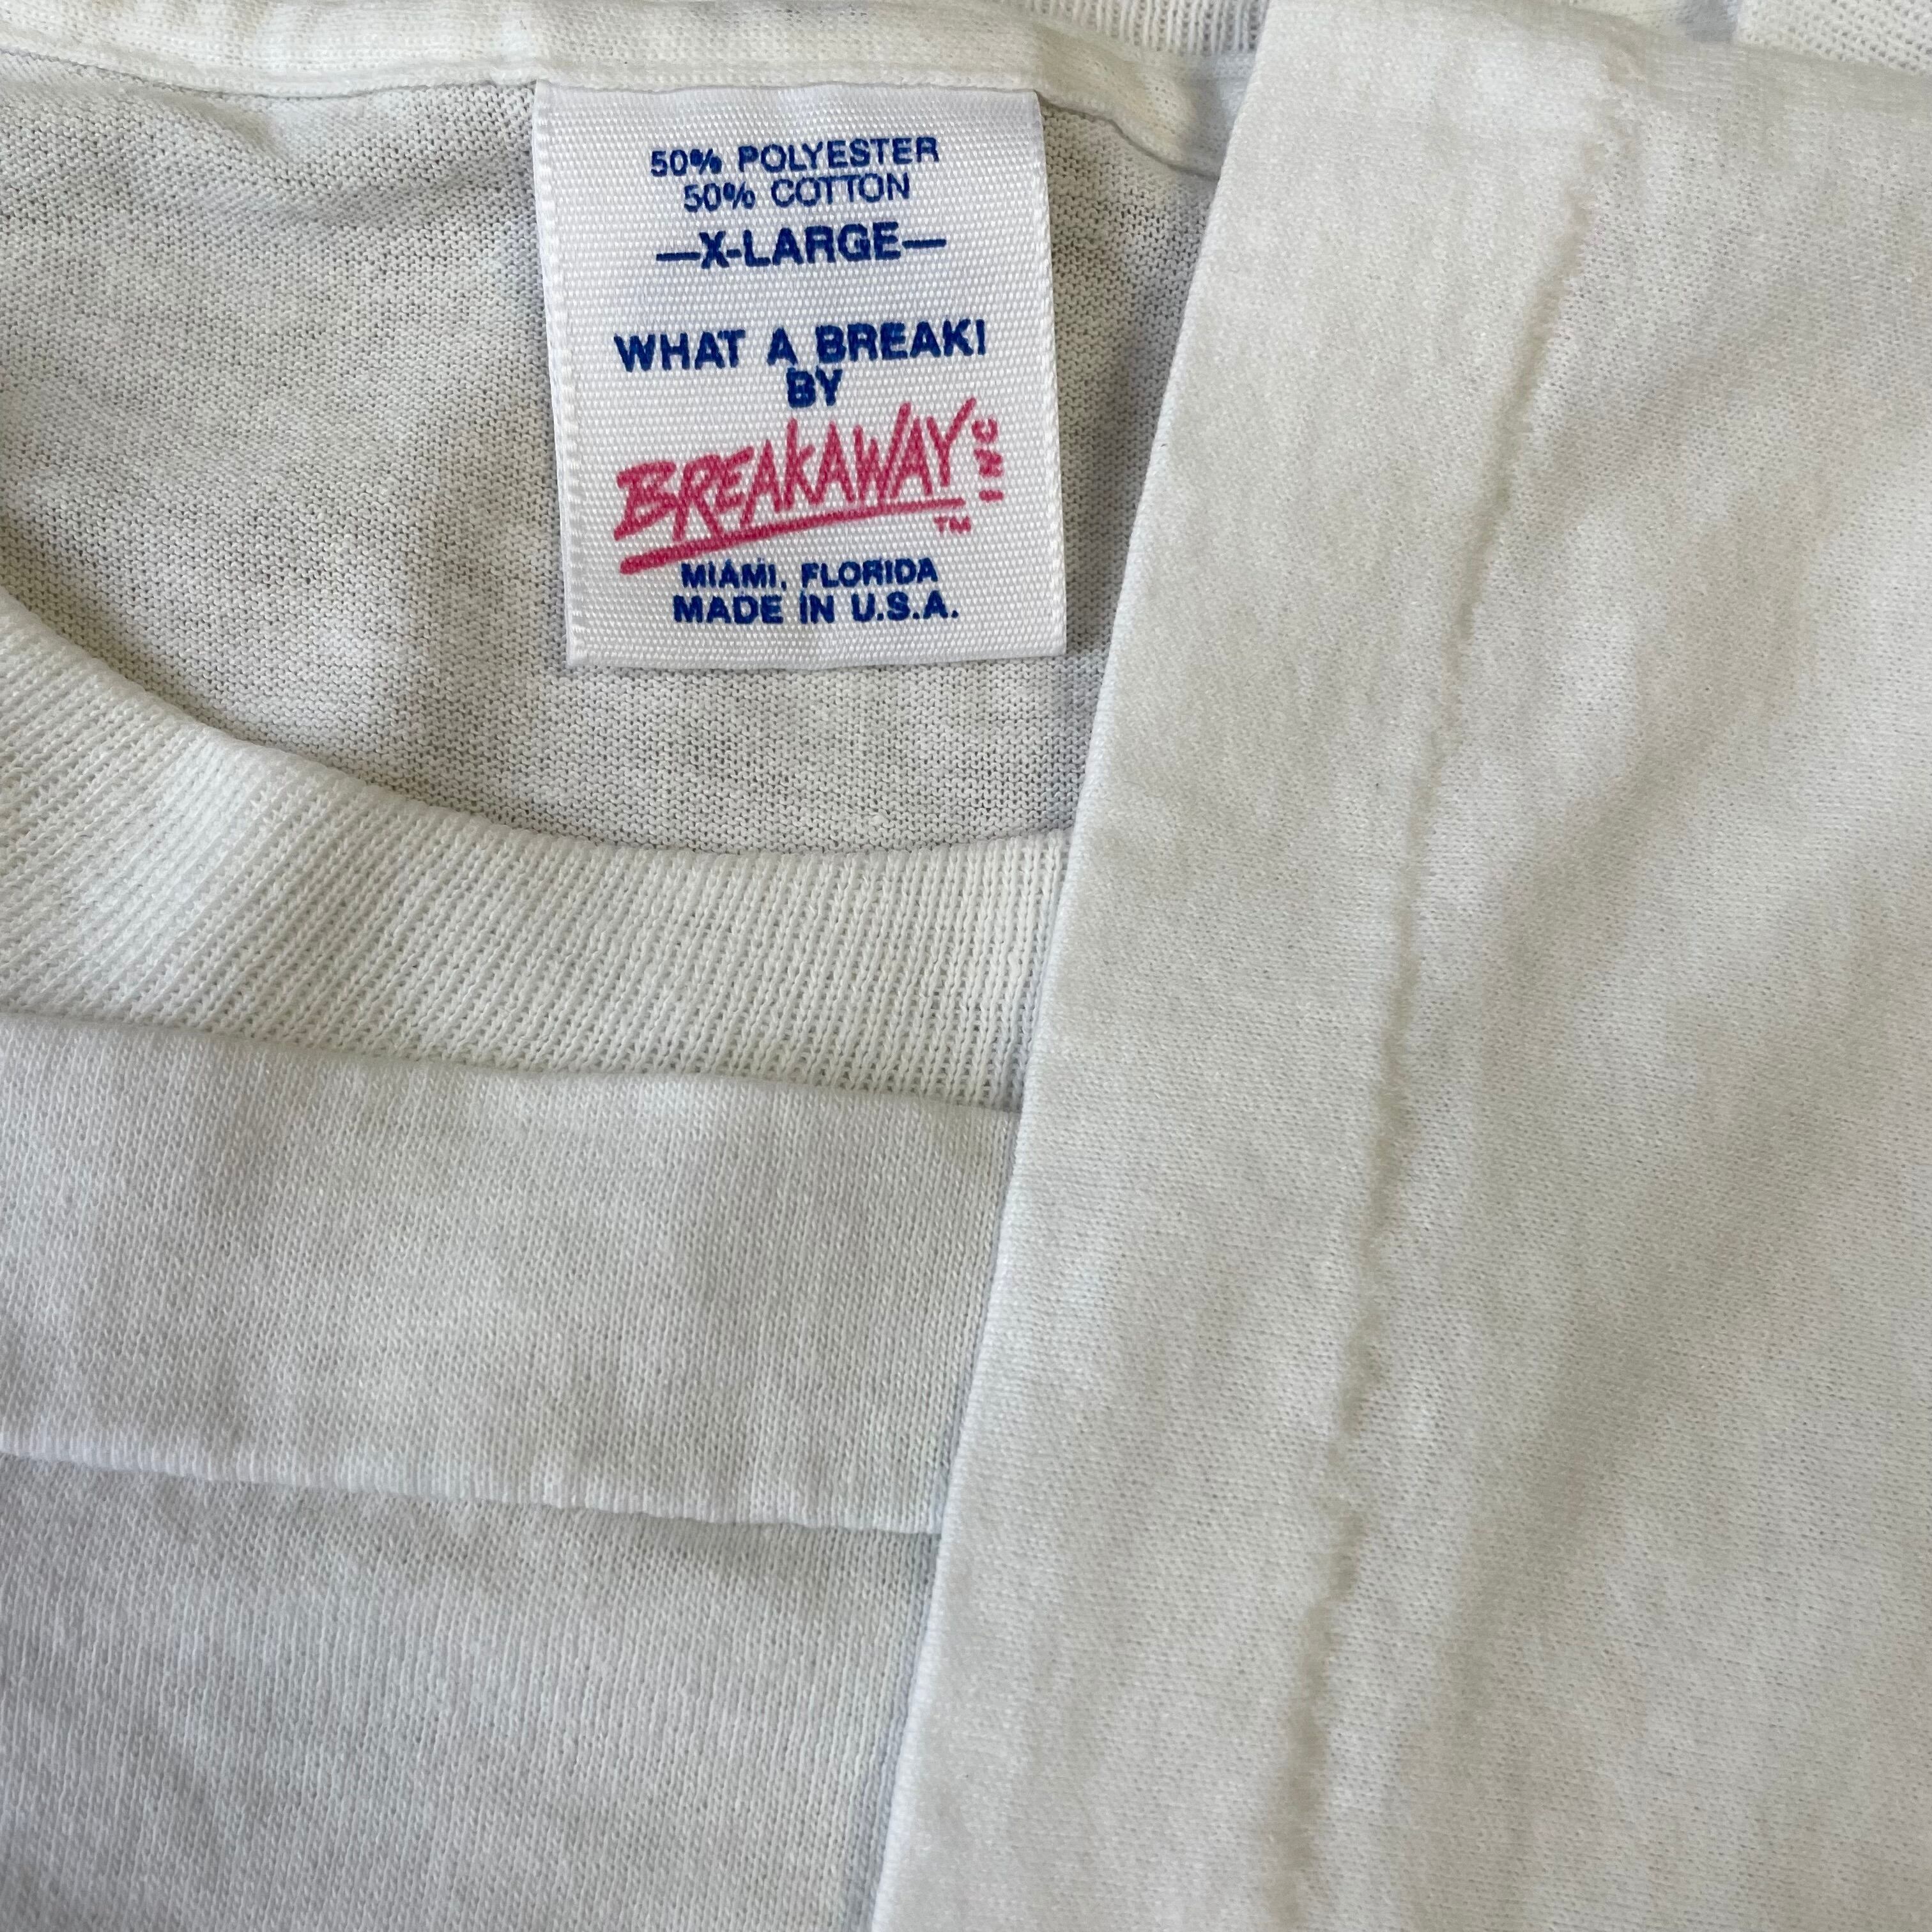 50% POLYESTER
50% COTTON
—X-LARGE—
WHAT A BREAK!
BY
BREAKAWAY INC
TM
MIAMI, FLORIDA
MADE IN U.S.A.